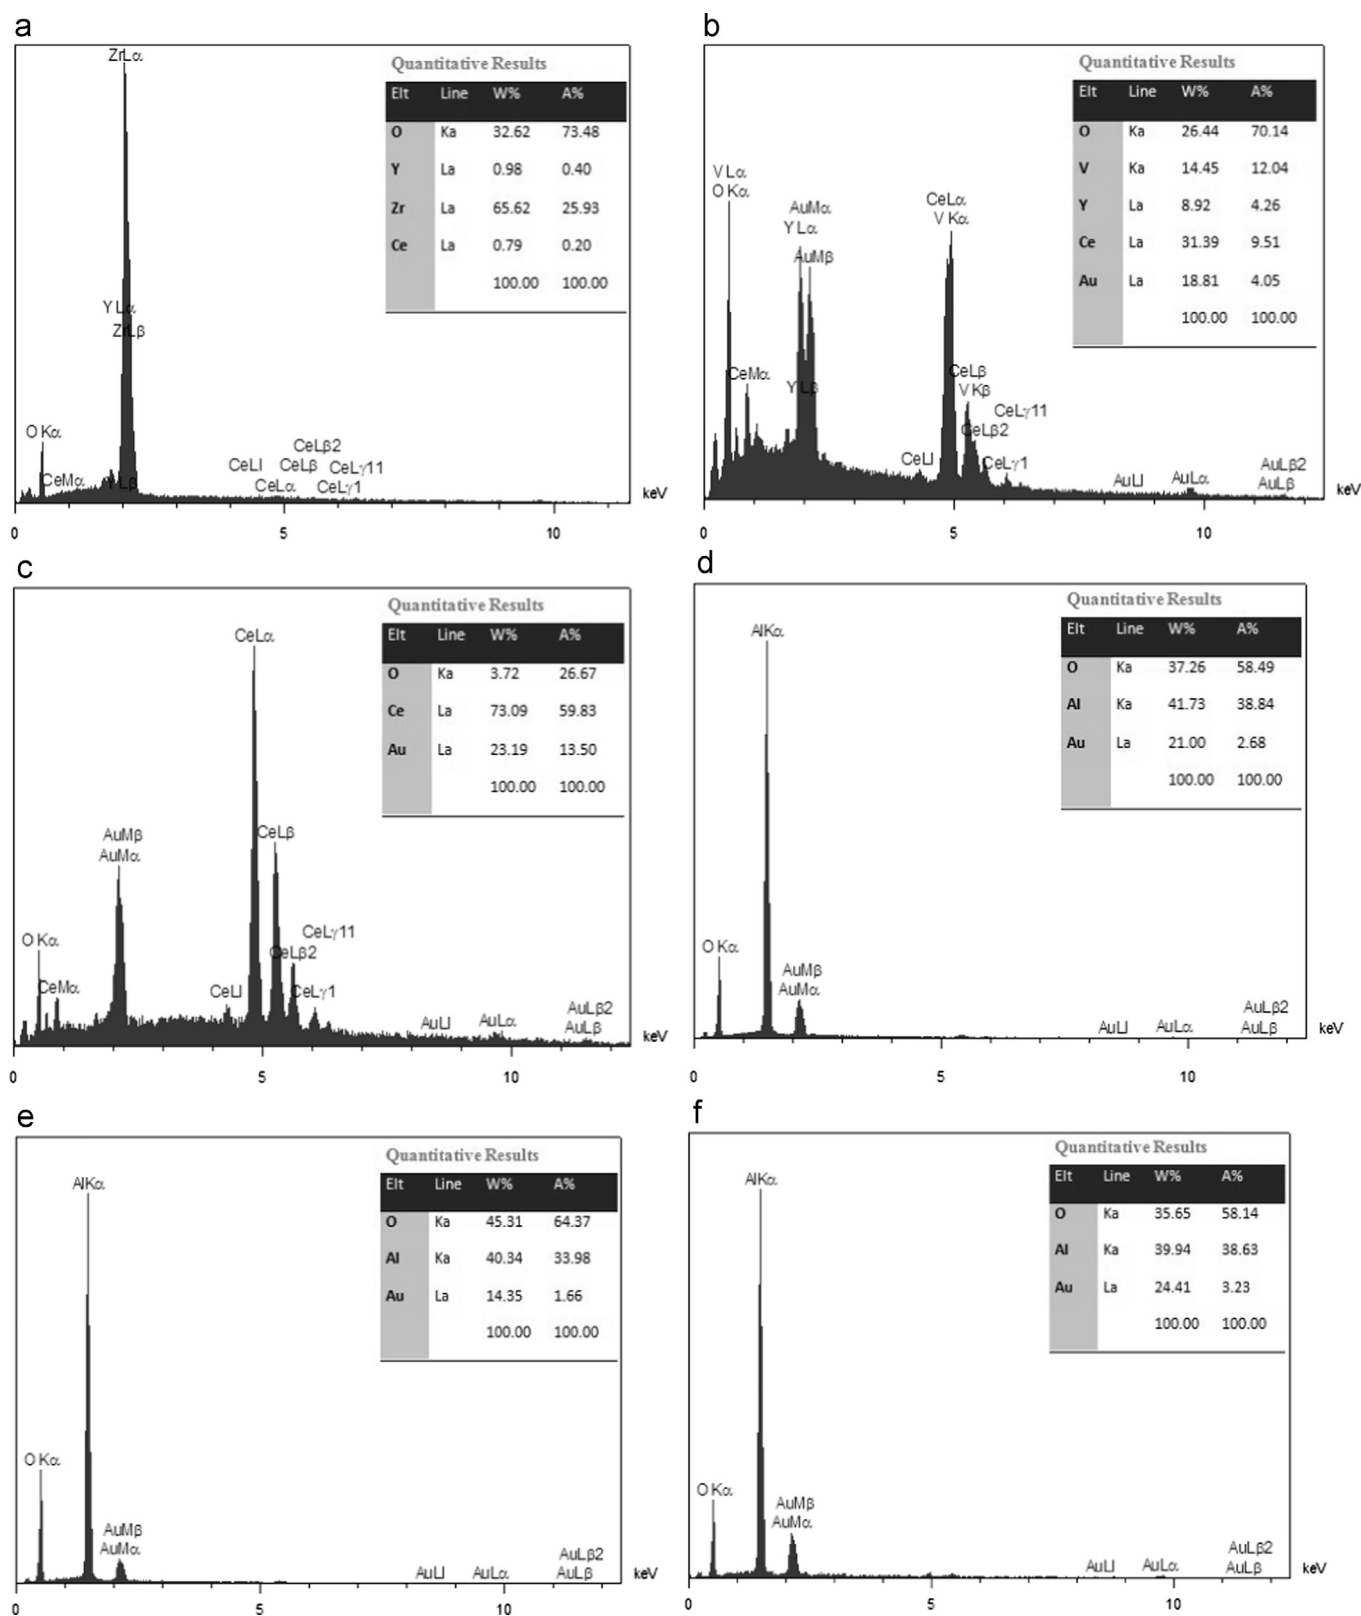 a
ZrLα
Quantitative Results
Elt Line W% A%
O Ka 32.62 73.48
Y La 0.98 0.40
Zr La 65.62 25.93
Ce La 0.79 0.20
100.00 100.00
Y Lα
ZrLβ
O Kα
CeMα
Y Lβ
CeLl
CeLβ2
CeLβ
CeLα
CeLγ11
CeLγ1
keV
0 5 10
b
Quantitative Results
Elt Line W% A%
O Ka 26.44 70.14
V Ka 14.45 12.04
Y La 8.92 4.26
Ce La 31.39 9.51
Au La 18.81 4.05
100.00 100.00
V Lα
O Kα
AuMα
Y Lα
AuMβ
CeLα
V Kα
CeMα
Y Lβ
CeLβ
V Kβ
CeLγ11
CeLβ2
CeLl
CeLγ1
AuLl
AuLα
AuLβ2
AuLβ
keV
0 5 10
c
Quantitative Results
Elt Line W% A%
O Ka 3.72 26.67
Ce La 73.09 59.83
Au La 23.19 13.50
100.00 100.00
CeLα
AuMβ
AuMα
CeLβ
O Kα
CeMα
CeLγ11
CeLβ2
CeLl
CeLγ1
AuLl
AuLα
AuLβ2
AuLβ
keV
0 5 10
d
Quantitative Results
Elt Line W% A%
O Ka 37.26 58.49
Al Ka 41.73 38.84
Au La 21.00 2.68
100.00 100.00
AlKα
O Kα
AuMβ
AuMα
AuLl
AuLα
AuLβ2
AuLβ
keV
0 5 10
e
Quantitative Results
Elt Line W% A%
O Ka 45.31 64.37
Al Ka 40.34 33.98
Au La 14.35 1.66
100.00 100.00
AlKα
O Kα
AuMβ
AuMα
AuLl
AuLα
AuLβ2
AuLβ
keV
0 5 10
f
Quantitative Results
Elt Line W% A%
O Ka 35.65 58.14
Al Ka 39.94 38.63
Au La 24.41 3.23
100.00 100.00
AlKα
O Kα
AuMβ
AuMα
AuLl
AuLα
AuLβ2
AuLβ
keV
0 5 10